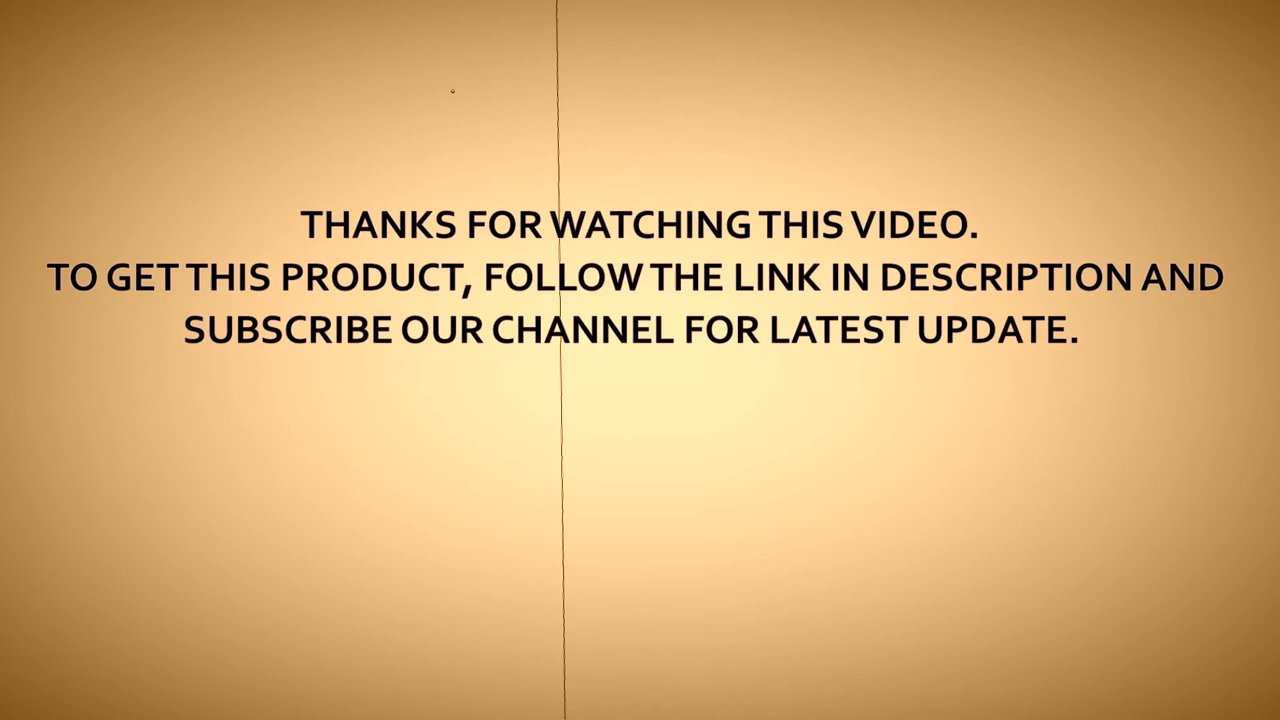 THANKS FOR WATCHING THIS VIDEO.
TO GET THIS PRODUCT, FOLLOW THE LINK IN DESCRIPTION AND
SUBSCRIBE OUR CHANNEL FOR LATEST UPDATE.